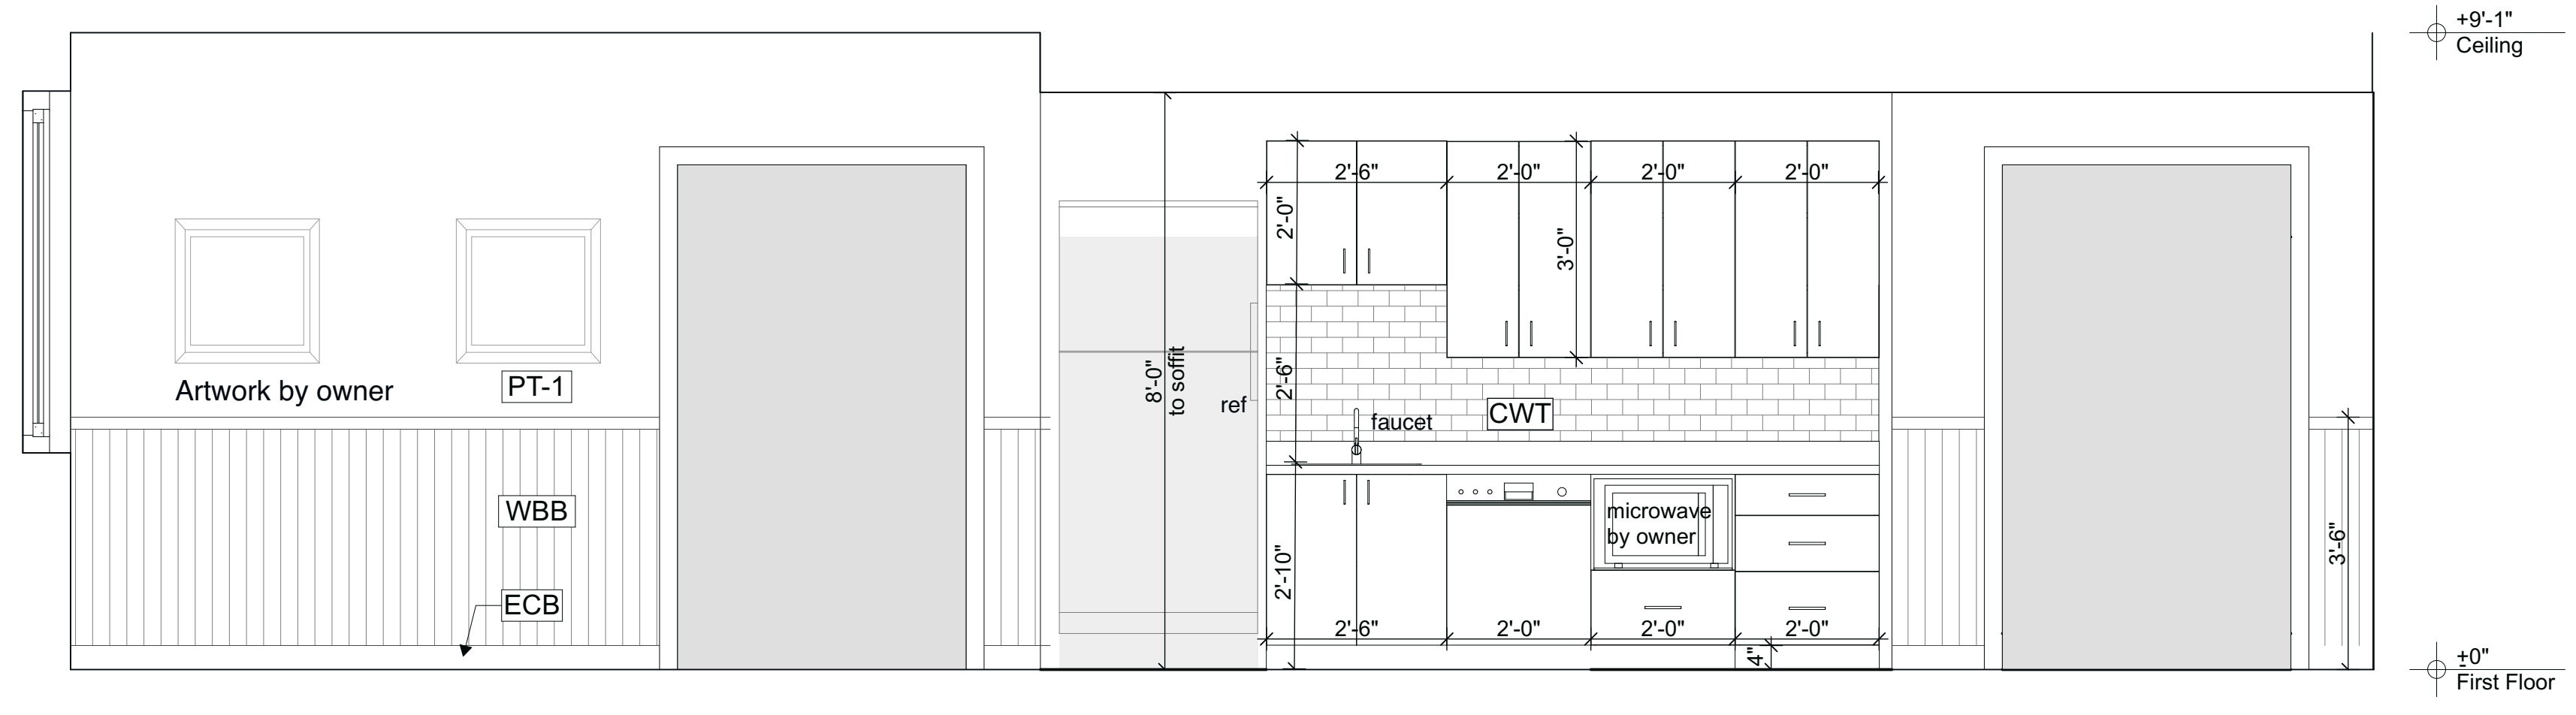 +9'-1"
Ceiling
2'-6"
2'-0"
2'-0"
2'-0"
2'-0"
3'-0"
8'-0"
to soffit
2'-6"
ref
Artwork by owner
PT-1
faucet
CWT
WBB
microwave
by owner
2'-10"
3'-6"
ECB
2'-6"
2'-0"
2'-0"
2'-0"
4"
±0"
First Floor